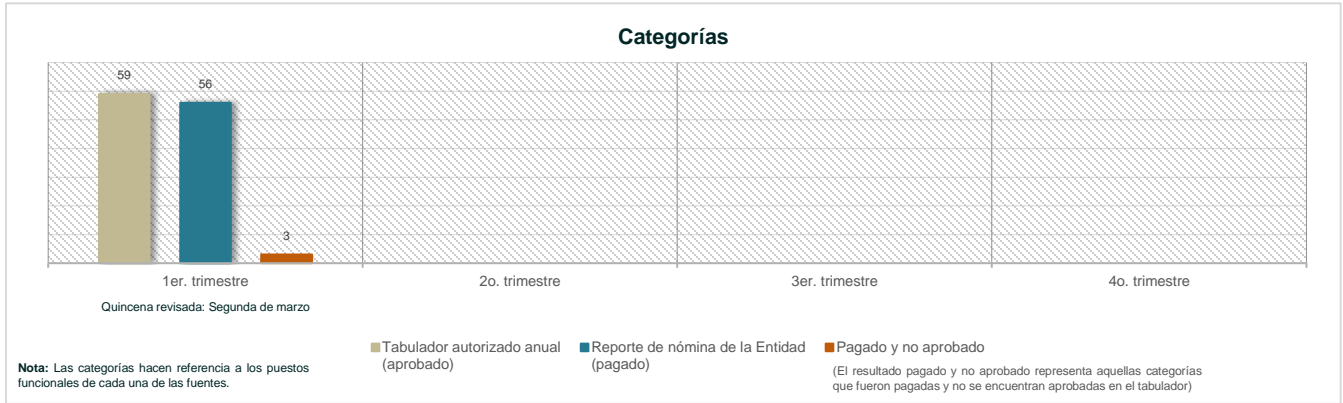 Categorías
59
56
3
1er. trimestre
2o. trimestre
3er. trimestre
4o. trimestre
Quincena revisada: Segunda de marzo
Tabulador autorizado anual
(aprobado)
Reporte de nómina de la Entidad
(pagado)
Pagado y no aprobado
(El resultado pagado y no aprobado representa aquellas categorías
que fueron pagadas y no se encuentran aprobadas en el tabulador)
Nota: Las categorías hacen referencia a los puestos
funcionales de cada una de las fuentes.